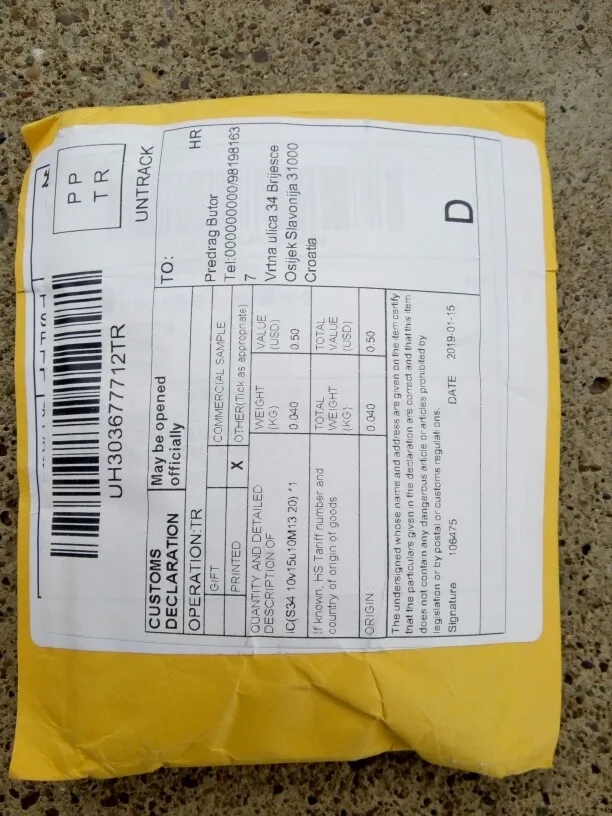 PP
TR
UNTRACK
UH303677712TR
TO:
HR
Predrag Butor
Tel:0000000000/98198163
7
Vrtna ulica 34 Brijesce
Osijek Slavonija 31000
Croatia
D
CUSTOMS
DECLARATION
May be opened
officially
OPERATION:TR
GIFT
COMMERCIAL SAMPLE
PRINTED
X
OTHER(Tick as appropriate)
QUANTITY AND DETAILED
DESCRIPTION OF
WEIGHT
(KG)
VALUE
(USD)
IC(S34 10v15u10M13 20) *1
0.040
0.50
If known, HS Tariff number and
country of origin of goods
TOTAL
WEIGHT
(KG)
TOTAL
VALUE
(USD)
ORIGIN:
0.040
0.50
The undersigned whose name and address are given on the item certify
that the particulars given in the declaration are correct and that this item
does not contain any dangerous article or articles prohibited by
legislation or by postal or customs regulations.
Signature 106475 DATE 2019-01-15